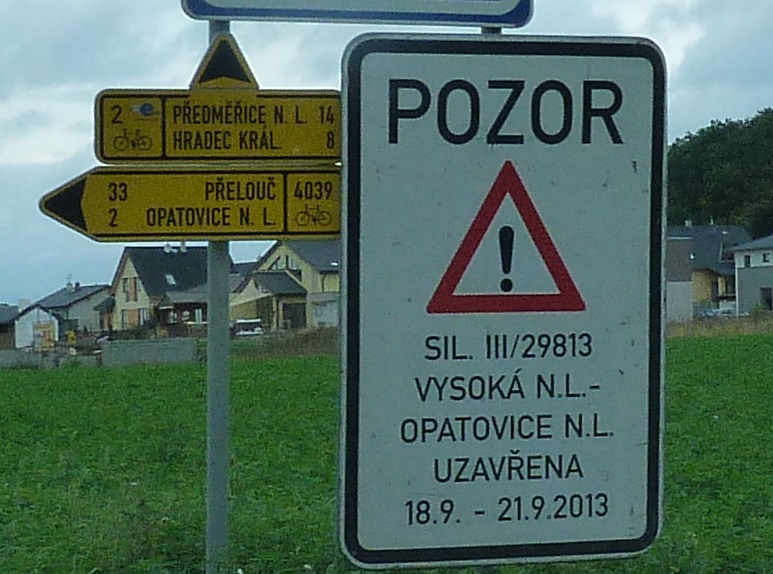 2 PŘEDMĚŘICE N. L. 14
HRADEC KRÁL. 8
33 PŘELOUČ 4039
2 OPATOVICE N. L.
POZOR
!
SIL. III/29813
VYSOKÁ N.L.-
OPATOVICE N.L.
UZAVŘENA
18.9. - 21.9.2013